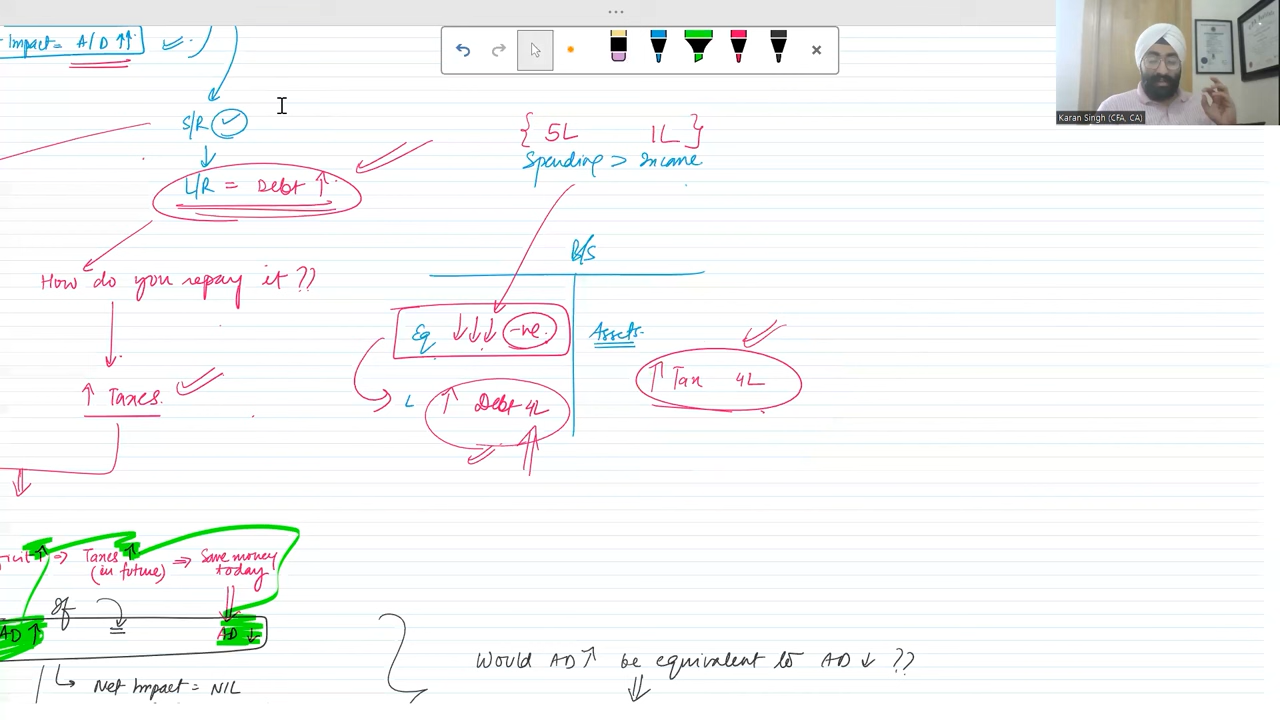 Impact = A/D ↑↑
S/R ✓
L/R = Debt ↑
How do you repay it ??
↑ Taxes.
{ 5L 1L }
Spending > Income
B/S
Eq ↓↓↓ -ve.
Assets.
L ↑ Debt 4L
↑ Tax 4L
↑ ⇒ Taxes ↑ ⇒ Save money
(in future) today
If
AD ↑ = AD ↓
Net Impact = NIL
Would AD ↑ be equivalent to AD ↓ ??
Karan Singh (CFA, CA)